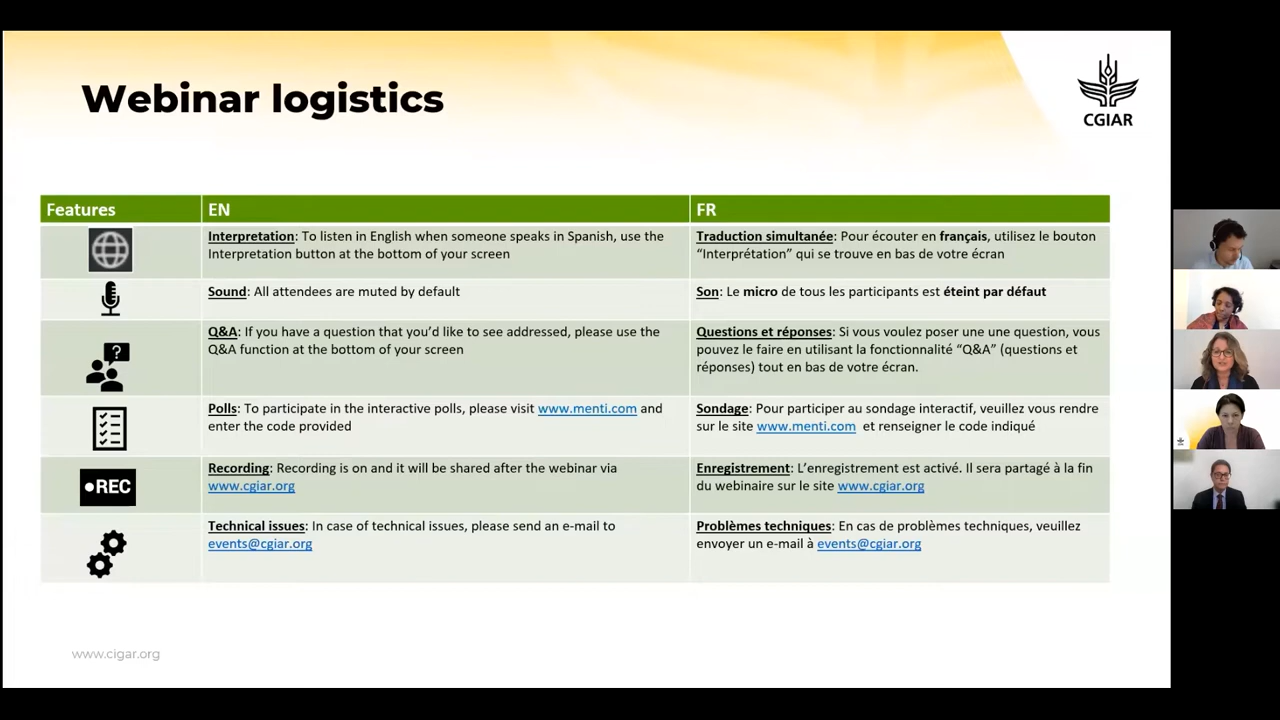 Webinar logistics
CGIAR
Features
EN
FR
Interpretation: To listen in English when someone speaks in Spanish, use the
Interpretation button at the bottom of your screen
Traduction simultanée: Pour écouter en français, utilisez le bouton
“Interprétation” qui se trouve en bas de votre écran
Sound: All attendees are muted by default
Son: Le micro de tous les participants est éteint par défaut
?
Q&A: If you have a question that you’d like to see addressed, please use the
Q&A function at the bottom of your screen
Questions et réponses: Si vous voulez poser une une question, vous
pouvez le faire en utilisant la fonctionnalité “Q&A” (questions et
réponses) tout en bas de votre écran.
Polls: To participate in the interactive polls, please visit www.menti.com and
enter the code provided
Sondage: Pour participer au sondage interactif, veuillez vous rendre
sur le site www.menti.com et renseigner le code indiqué
•REC
Recording: Recording is on and it will be shared after the webinar via
www.cgiar.org
Enregistrement: L’enregistrement est activé. Il sera partagé à la fin
du webinaire sur le site www.cgiar.org
Technical issues: In case of technical issues, please send an e-mail to
events@cgiar.org
Problèmes techniques: En cas de problèmes techniques, veuillez
envoyer un e-mail à events@cgiar.org
www.cigar.org